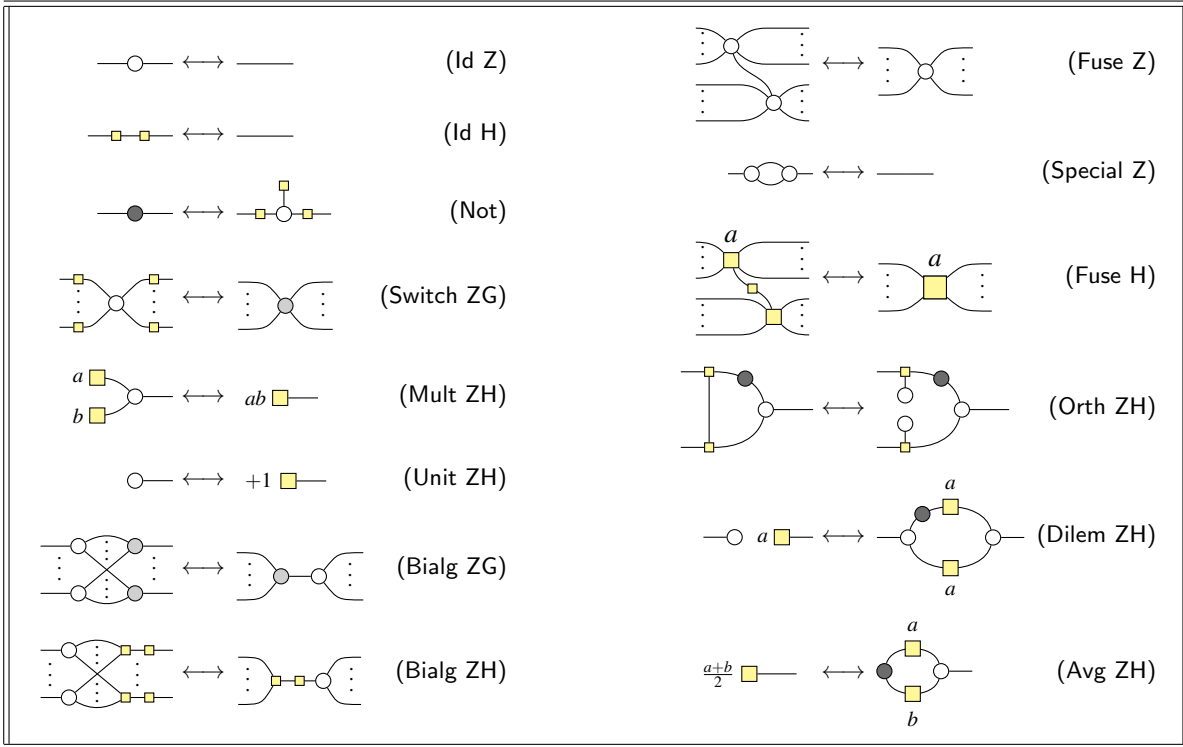 (Id Z)
(Id H)
(Not)
(Switch ZG)
a
b
ab
(Mult ZH)
+1
(Unit ZH)
(Bialg ZG)
(Bialg ZH)
(Fuse Z)
(Special Z)
a
a
(Fuse H)
(Orth ZH)
a
a
a
(Dilem ZH)
a+b
2
a
b
(Avg ZH)